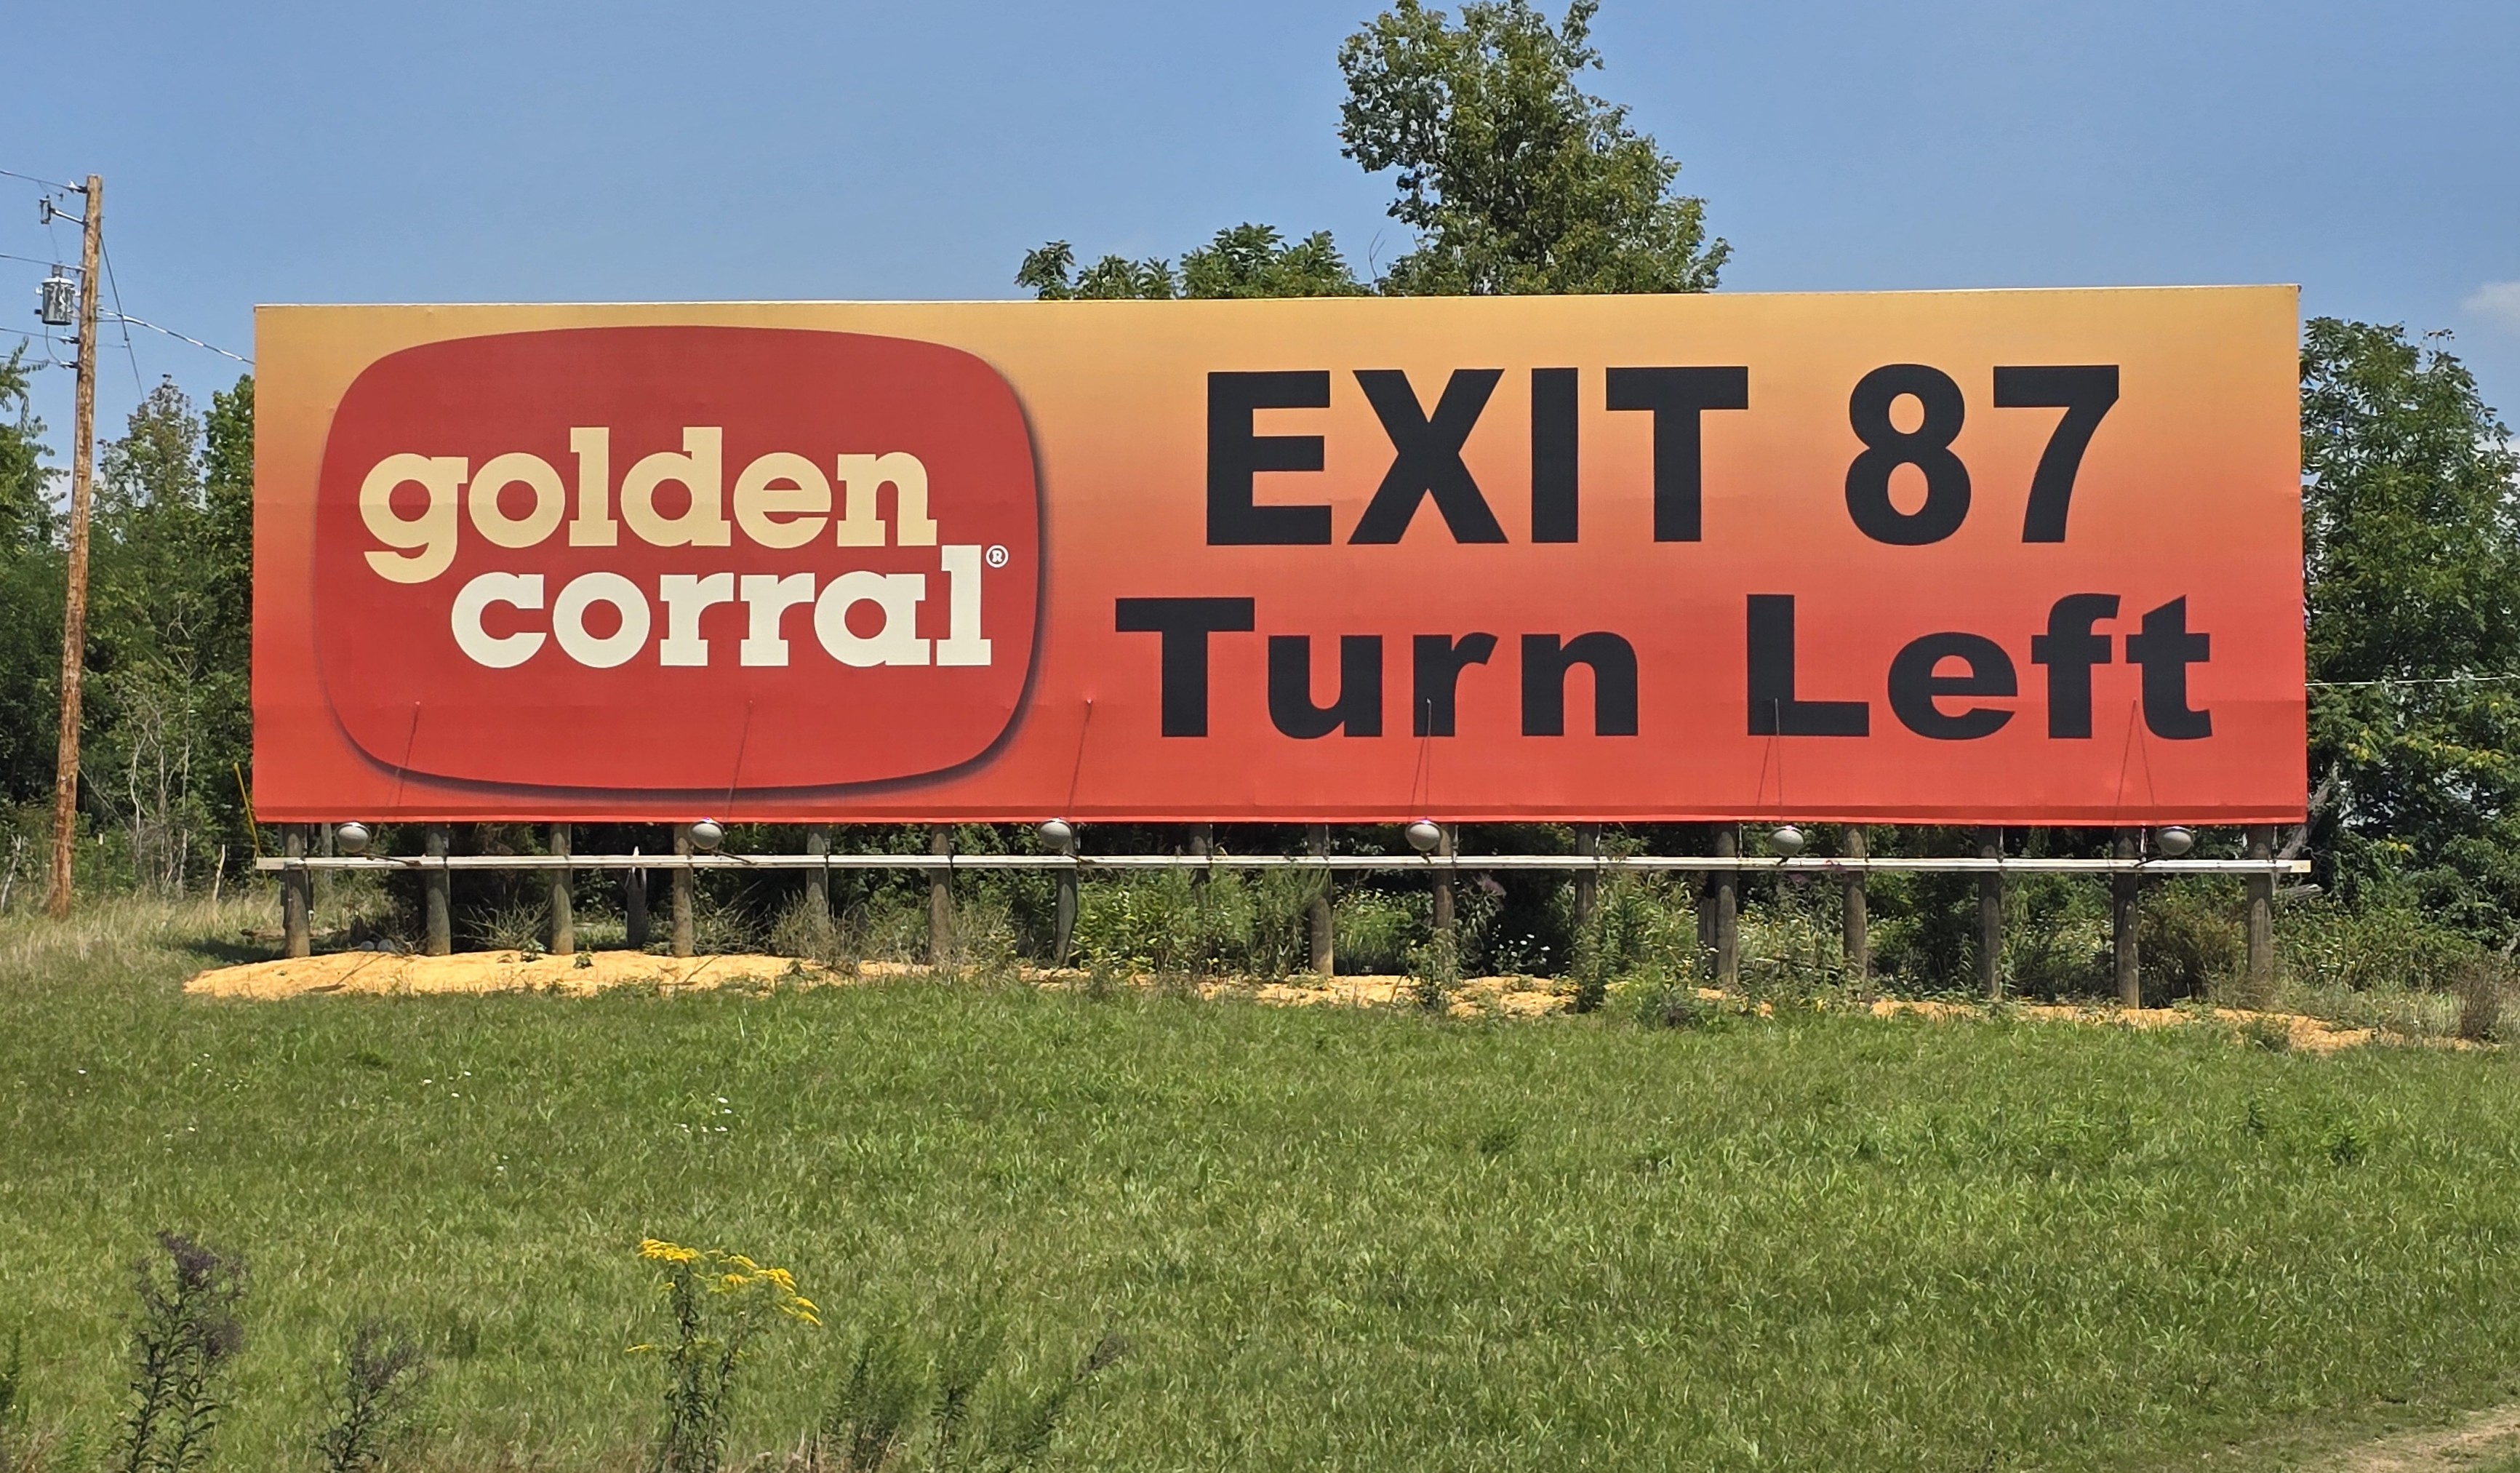 golden
corral®
EXIT 87
Turn Left